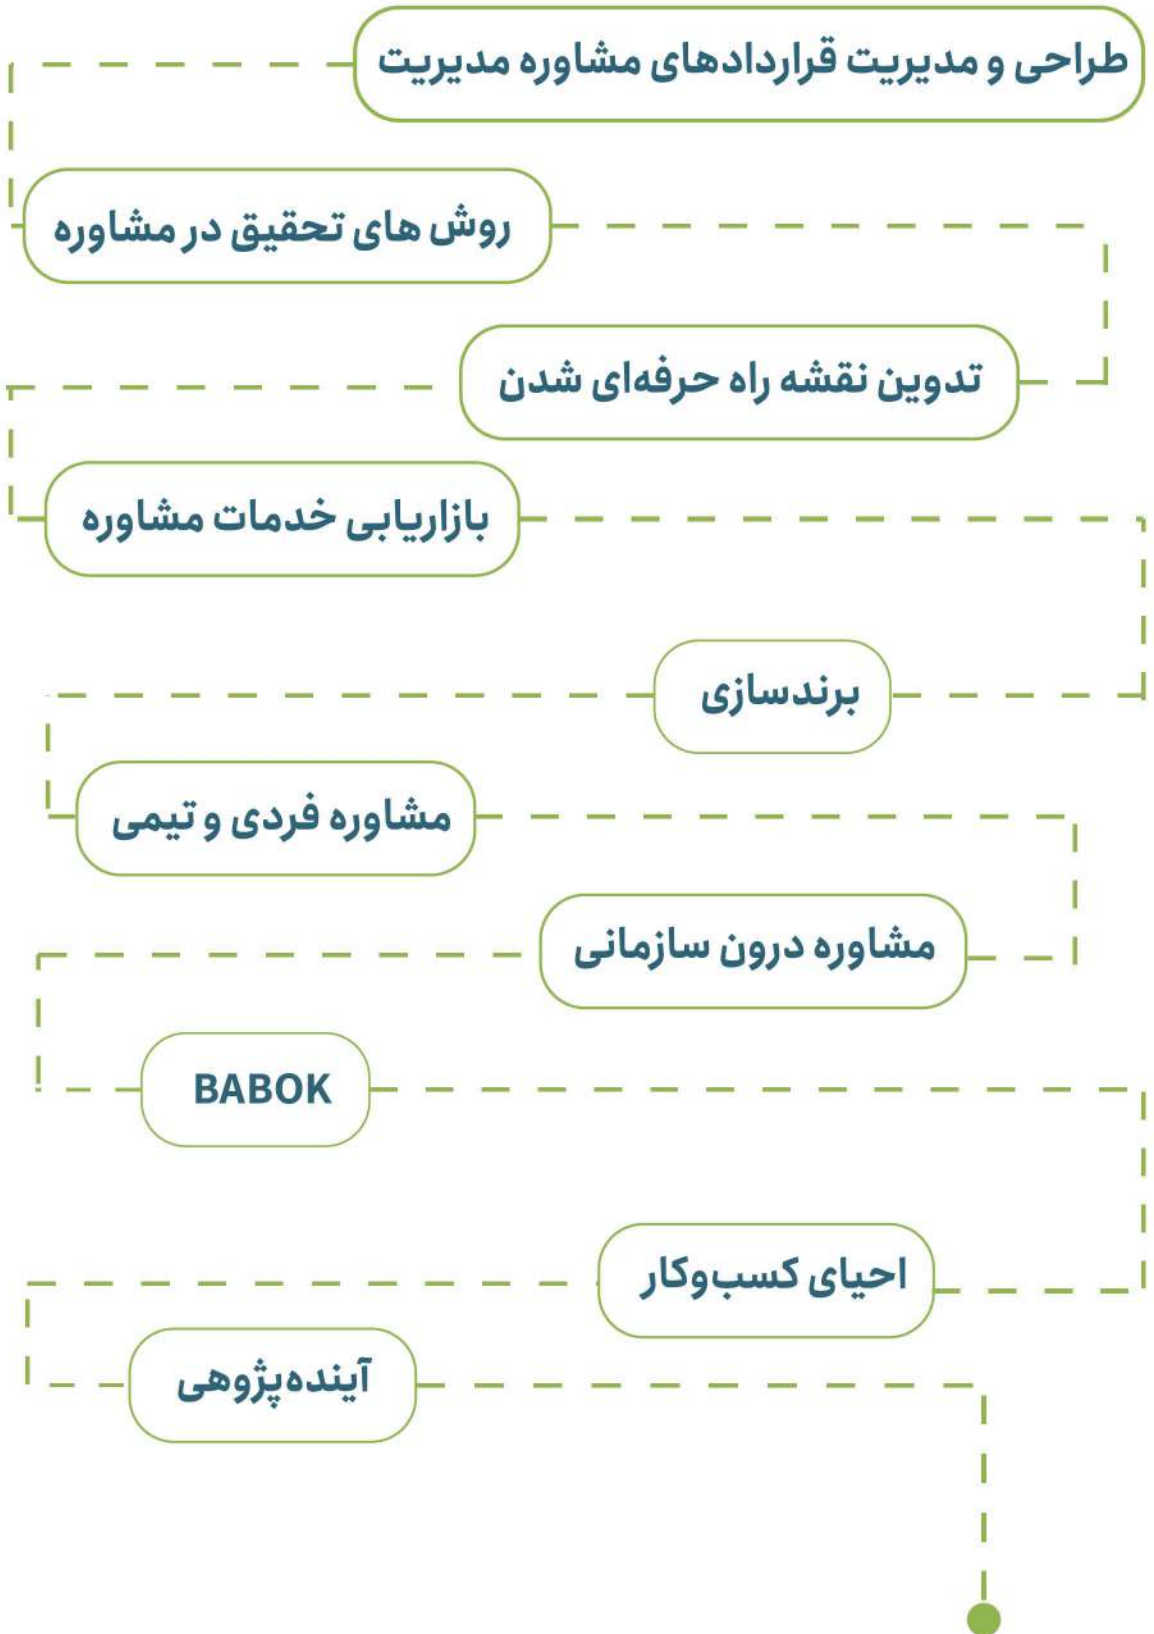 طراحی و مدیریت قراردادهای مشاوره مدیریت
روش های تحقیق در مشاوره
تدوین نقشه راه حرفه‌ای شدن
بازاریابی خدمات مشاوره
برندسازی
مشاوره فردی و تیمی
مشاوره درون سازمانی
BABOK
احیای کسب‌وکار
آینده‌پژوهی